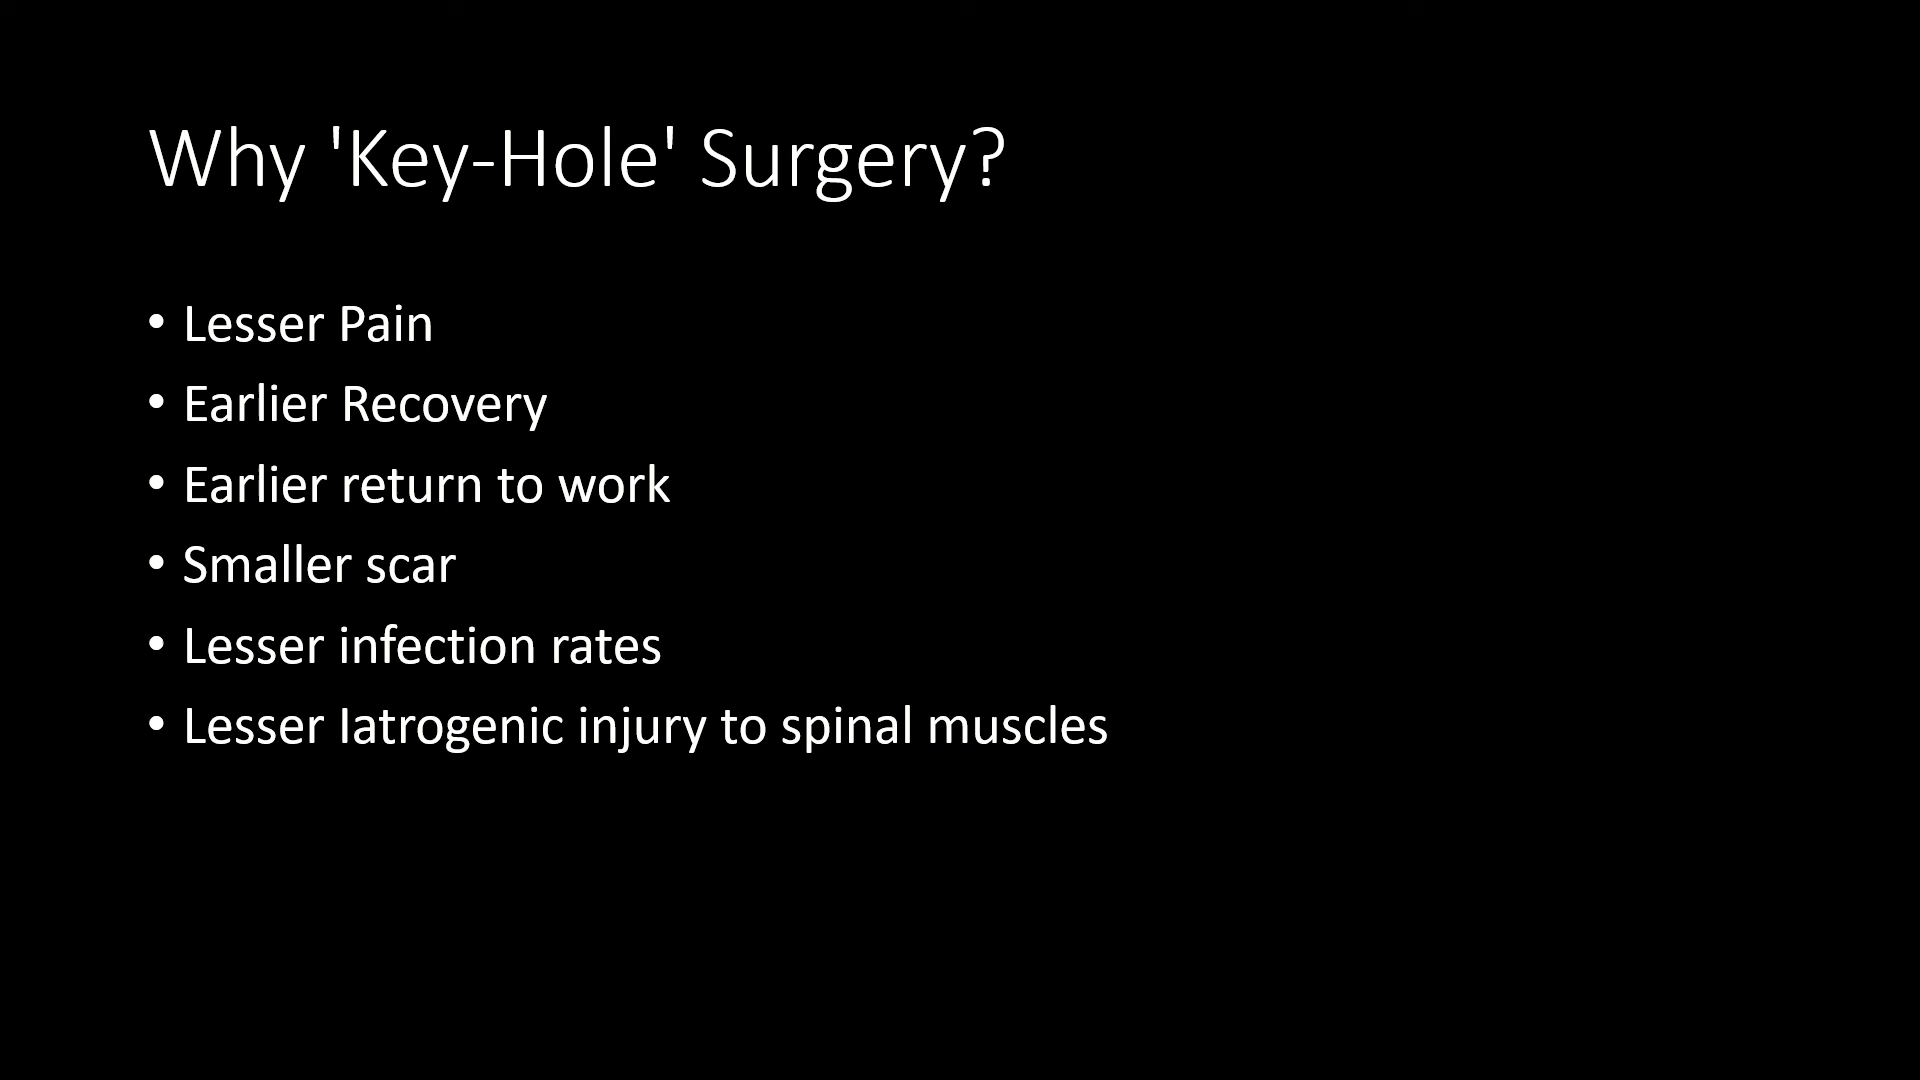 Why 'Key-Hole' Surgery?
• Lesser Pain
• Earlier Recovery
• Earlier return to work
• Smaller scar
• Lesser infection rates
• Lesser Iatrogenic injury to spinal muscles